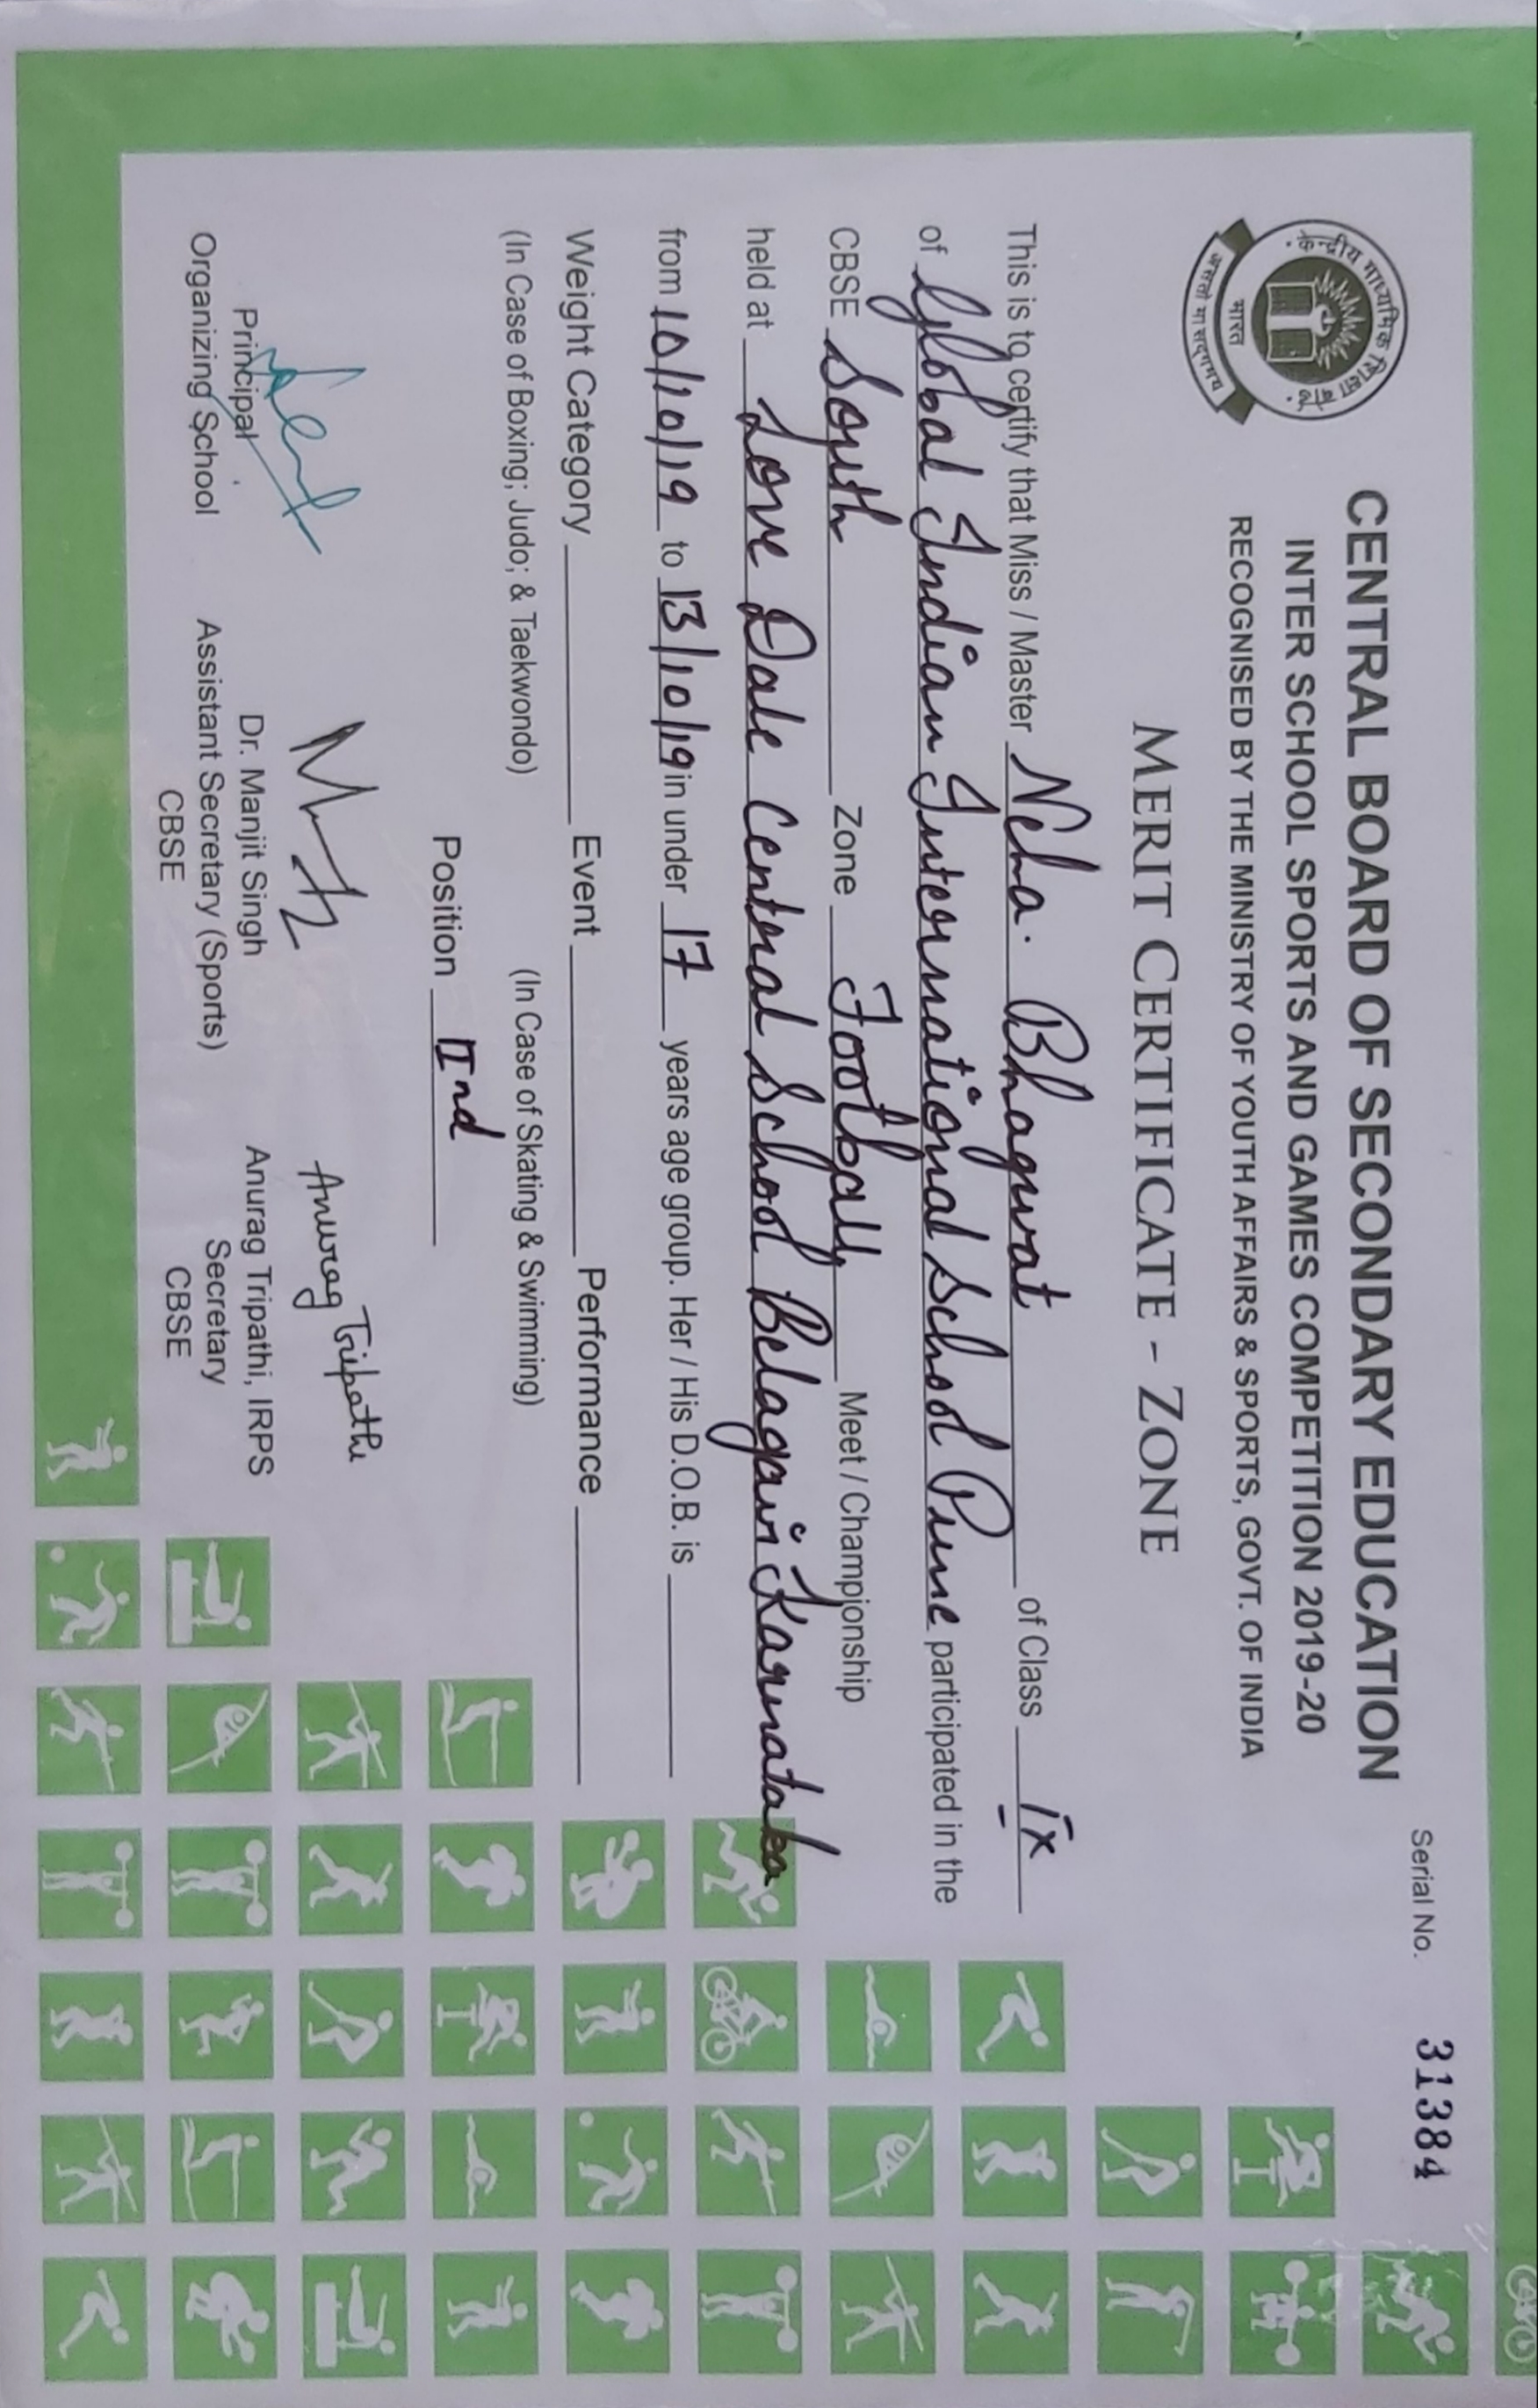 Serial No. 31384
केन्द्रीय माध्यमिक शिक्षा बोर्ड
भारत
असतो मा सद्गमय
CENTRAL BOARD OF SECONDARY EDUCATION
INTER SCHOOL SPORTS AND GAMES COMPETITION 2019-20
RECOGNISED BY THE MINISTRY OF YOUTH AFFAIRS & SPORTS, GOVT. OF INDIA
MERIT CERTIFICATE - ZONE
This is to certify that Miss / Master Neha. Bhagwat of Class IX
of Global Indian International School Pune participated in the
CBSE South Zone Football Meet / Championship
held at Love Dale Central School Belagavi Karnataka
from 10/10/19 to 13/10/19 in under 17 years age group. Her / His D.O.B. is
Weight Category Event Performance
(In Case of Boxing; Judo; & Taekwondo) (In Case of Skating & Swimming)
Position IInd
Anurag Tripathi
Principal Dr. Manjit Singh Anurag Tripathi, IRPS
Organizing School Assistant Secretary (Sports) Secretary
CBSE CBSE